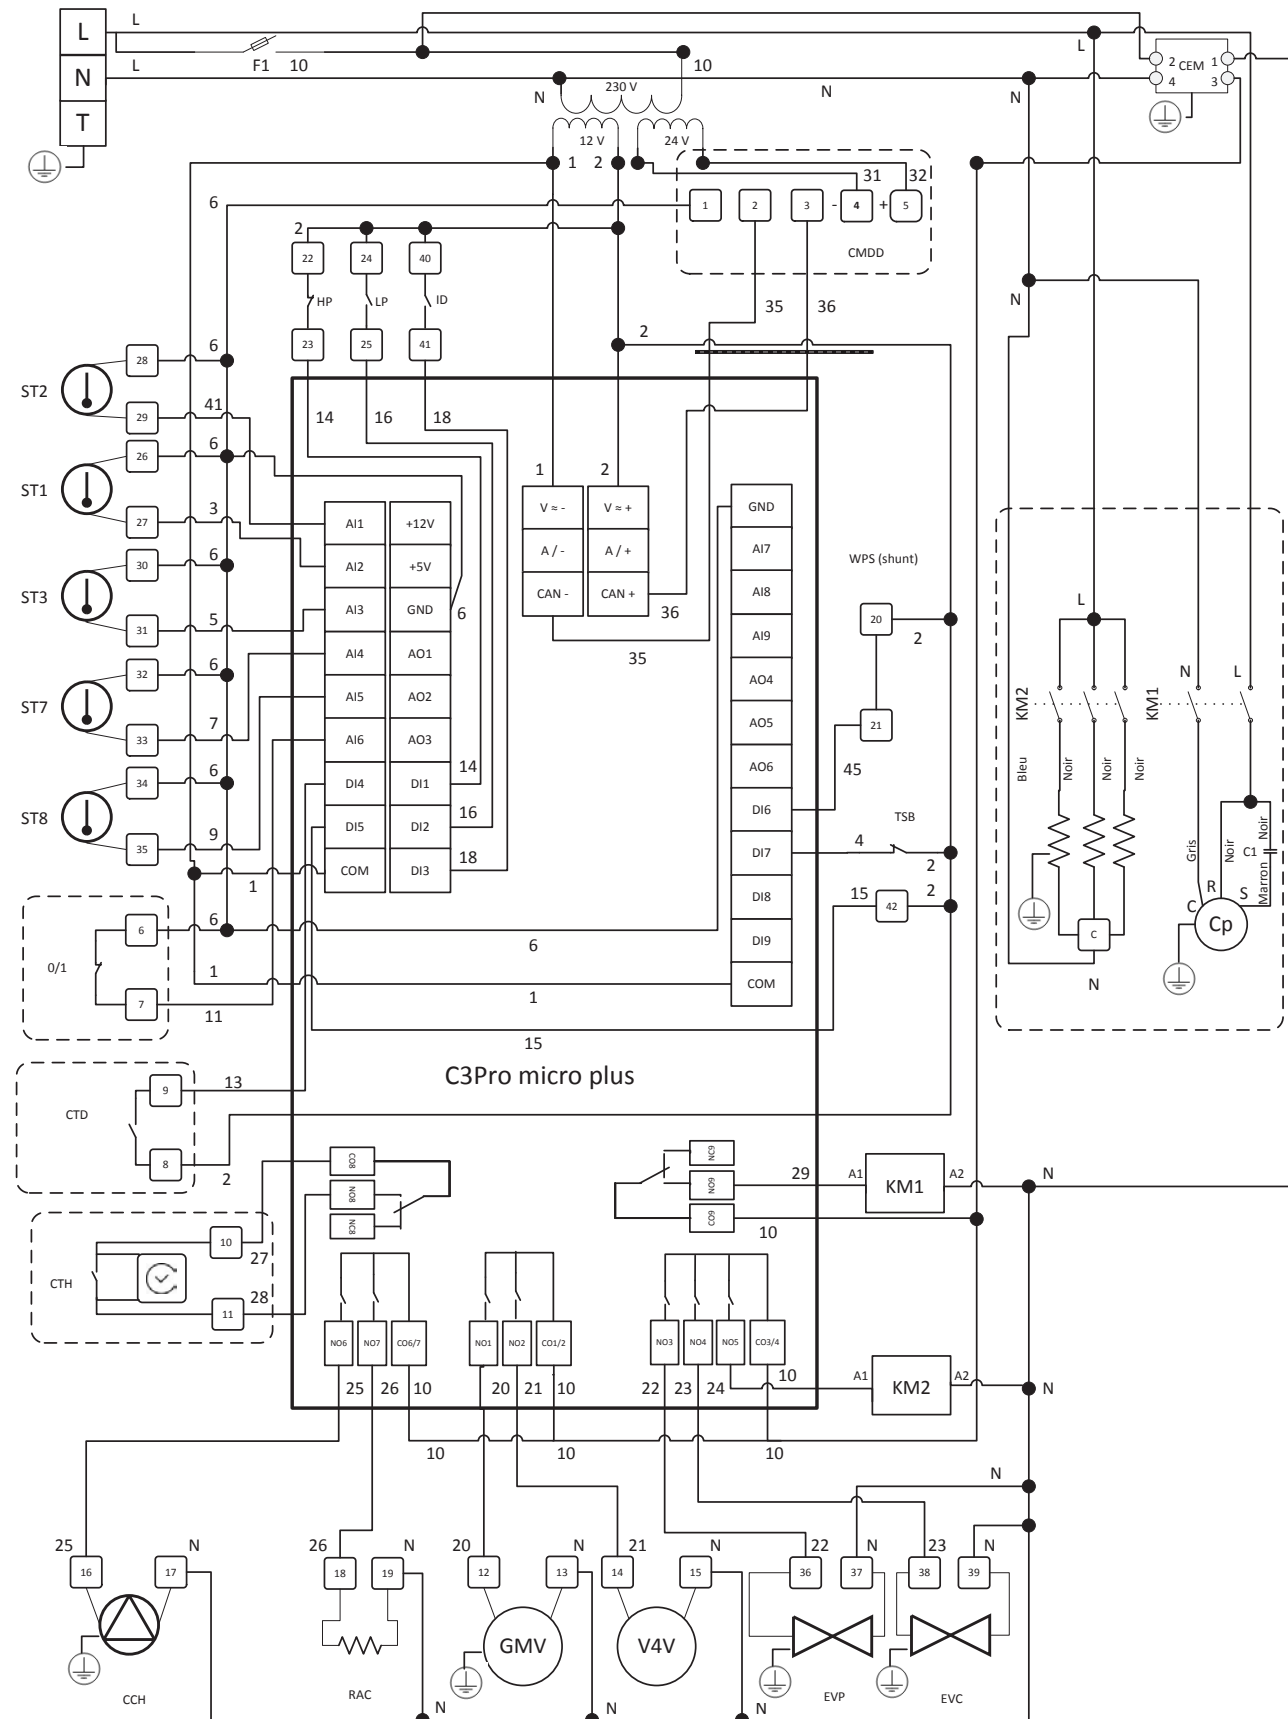 L
L
N
T
L
F1 10
10
230 V
N
N
N
12 V
24 V
1 2
L
2 CEM 1
4 3
31 32
1 2 3 - 4 + 5
CMDD
6
2
22 24 40
HP LP ID
23 25 41
35 36
2
N
ST2
28 6
29 41
14 16 18
ST1
26 6
27 3
1 2
ST3
30 6
31 5
ST7
32 6
33 7
ST8
34 6
35 9
AI1 +12V
AI2 +5V
AI3 GND 6
AI4 AO1
AI5 AO2
AI6 AO3
DI4 DI1 14
DI5 DI2 16
COM DI3 18
1
V ≈ - V ≈ +
A / - A / +
CAN - CAN +
36
35
GND
AI7
AI8
AI9
AO4
AO5
AO6
DI6
DI7
DI8
DI9
COM
WPS (shunt)
20 2
21
45
TSB
4 2
15 42 2
L
N L
KM2 KM1
Bleu Noir Noir Noir
Gris Noir Noir
C1
Marron
R S
C
Cp
C
N
0/1
6 6
7 11
1
6
1
15
C3Pro micro plus
CTD
9 13
8 2
CTH
10 27
11 28
CO8
NO8
NC8
NC9
NO9
CO9
29 A1 KM1 A2 N
10
NO6 NO7 CO6/7
NO1 NO2 CO1/2
NO3 NO4 NO5 CO3/4
25 26 10 20 21 10 22 23 24 10
A1 KM2 A2 N
10 10 10
N
25 N 26 N 20 N 21 N 22 N 23 N
16 17 18 19 12 13 14 15 36 37 38 39
GMV V4V
CCH RAC EVP EVC
N N N